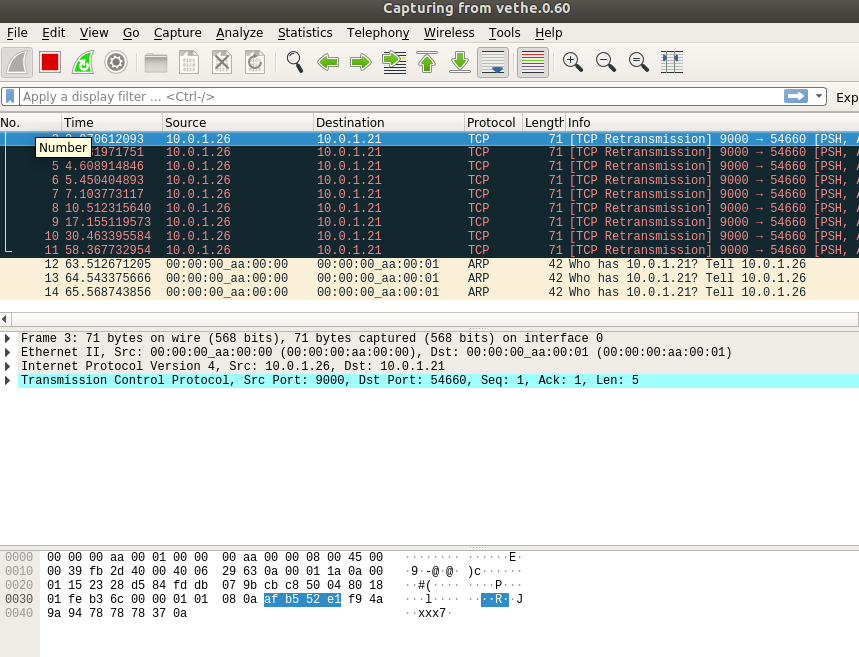 Capturing from vethe.0.60
File Edit View Go Capture Analyze Statistics Telephony Wireless Tools Help
Apply a display filter ... <Ctrl-/> Exp
No. Time Source Destination Protocol Length Info
070612093 10.0.1.26 10.0.1.21 TCP 71 [TCP Retransmission] 9000 → 54660 [PSH, A
Number 1971751 10.0.1.26 10.0.1.21 TCP 71 [TCP Retransmission] 9000 → 54660 [PSH, A
5 4.608914846 10.0.1.26 10.0.1.21 TCP 71 [TCP Retransmission] 9000 → 54660 [PSH, A
6 5.450404893 10.0.1.26 10.0.1.21 TCP 71 [TCP Retransmission] 9000 → 54660 [PSH, A
7 7.103773117 10.0.1.26 10.0.1.21 TCP 71 [TCP Retransmission] 9000 → 54660 [PSH, A
8 10.512315640 10.0.1.26 10.0.1.21 TCP 71 [TCP Retransmission] 9000 → 54660 [PSH, A
9 17.155119573 10.0.1.26 10.0.1.21 TCP 71 [TCP Retransmission] 9000 → 54660 [PSH, A
10 30.463395584 10.0.1.26 10.0.1.21 TCP 71 [TCP Retransmission] 9000 → 54660 [PSH, A
11 58.367732954 10.0.1.26 10.0.1.21 TCP 71 [TCP Retransmission] 9000 → 54660 [PSH, A
12 63.512671205 00:00:00_aa:00:00 00:00:00_aa:00:01 ARP 42 Who has 10.0.1.21? Tell 10.0.1.26
13 64.543375666 00:00:00_aa:00:00 00:00:00_aa:00:01 ARP 42 Who has 10.0.1.21? Tell 10.0.1.26
14 65.568743856 00:00:00_aa:00:00 00:00:00_aa:00:01 ARP 42 Who has 10.0.1.21? Tell 10.0.1.26
Frame 3: 71 bytes on wire (568 bits), 71 bytes captured (568 bits) on interface 0
Ethernet II, Src: 00:00:00_aa:00:00 (00:00:00:aa:00:00), Dst: 00:00:00_aa:00:01 (00:00:00:aa:00:01)
Internet Protocol Version 4, Src: 10.0.1.26, Dst: 10.0.1.21
Transmission Control Protocol, Src Port: 9000, Dst Port: 54660, Seq: 1, Ack: 1, Len: 5
0000 00 00 00 aa 00 01 00 00 00 aa 00 00 08 00 45 00 ········ ······E·
0010 00 39 fb 2d 40 00 40 06 29 63 0a 00 01 1a 0a 00 ·9·-@·@· )c······
0020 01 15 23 28 d5 84 fd db 07 9b cb c8 50 04 80 18 ··#(···· ····P···
0030 01 fe b3 6c 00 00 01 01 08 0a af b5 52 e1 f9 4a ···l···· ····R··J
0040 9a 94 78 78 78 37 0a ··xxx7·